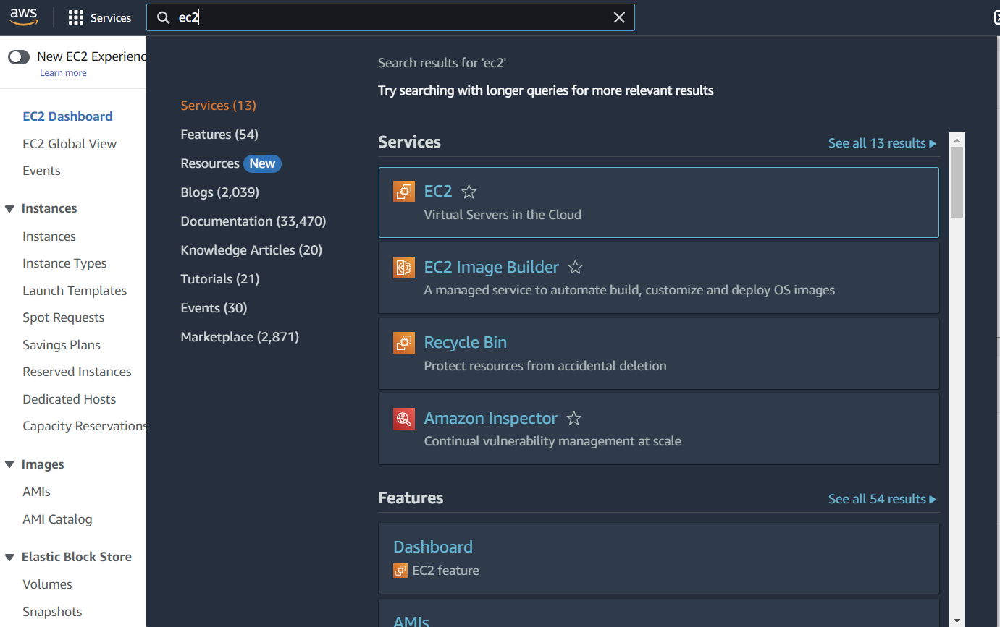 aws
Services
ec2
New EC2 Experienc
Learn more
EC2 Dashboard
EC2 Global View
Events
Instances
Instances
Instance Types
Launch Templates
Spot Requests
Savings Plans
Reserved Instances
Dedicated Hosts
Capacity Reservations
Images
AMIs
AMI Catalog
Elastic Block Store
Volumes
Snapshots
Services (13)
Features (54)
Resources New
Blogs (2,039)
Documentation (33,470)
Knowledge Articles (20)
Tutorials (21)
Events (30)
Marketplace (2,871)
Search results for 'ec2'
Try searching with longer queries for more relevant results
Services
See all 13 results
EC2
Virtual Servers in the Cloud
EC2 Image Builder
A managed service to automate build, customize and deploy OS images
Recycle Bin
Protect resources from accidental deletion
Amazon Inspector
Continual vulnerability management at scale
Features
See all 54 results
Dashboard
EC2 feature
AMIs